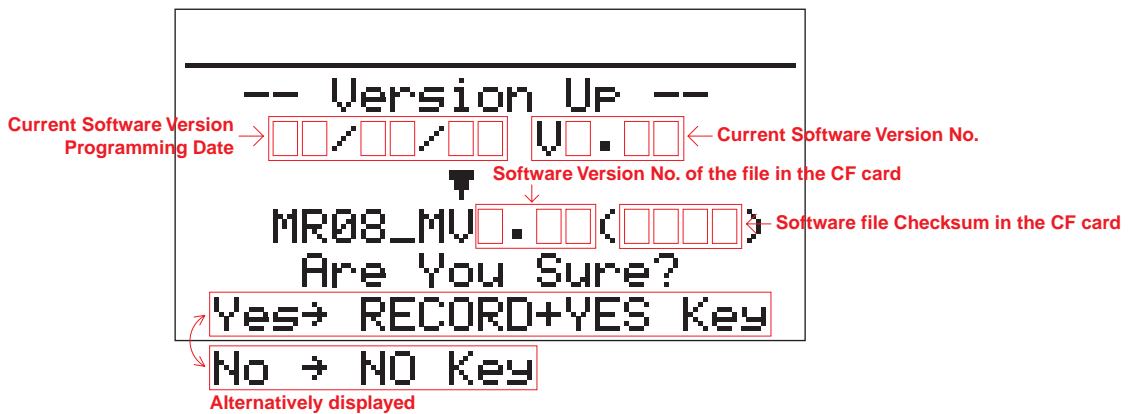 -- Version Up --
Current Software Version
Programming Date
□□/□□/□□ V□.□□
Current Software Version No.
▼
Software Version No. of the file in the CF card
MR08_MV□.□□(□□□□)
Software file Checksum in the CF card
Are You Sure?
Yes→ RECORD+YES Key
No → NO Key
Alternatively displayed